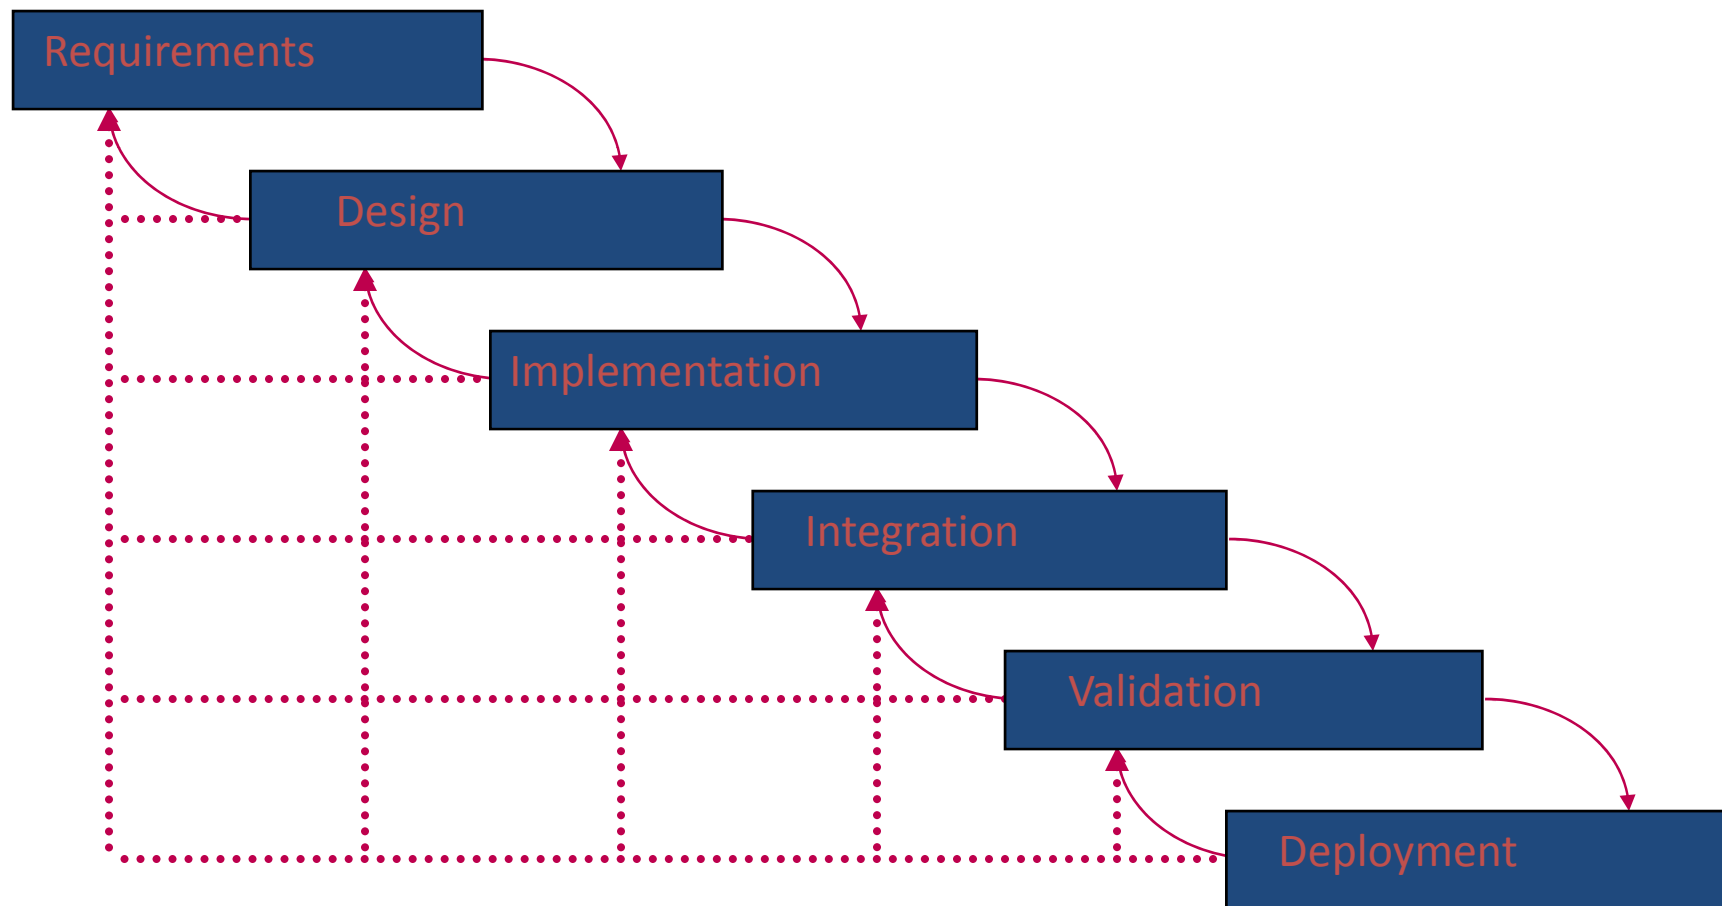 Requirements
Design
Implementation
Integration
Validation
Deployment